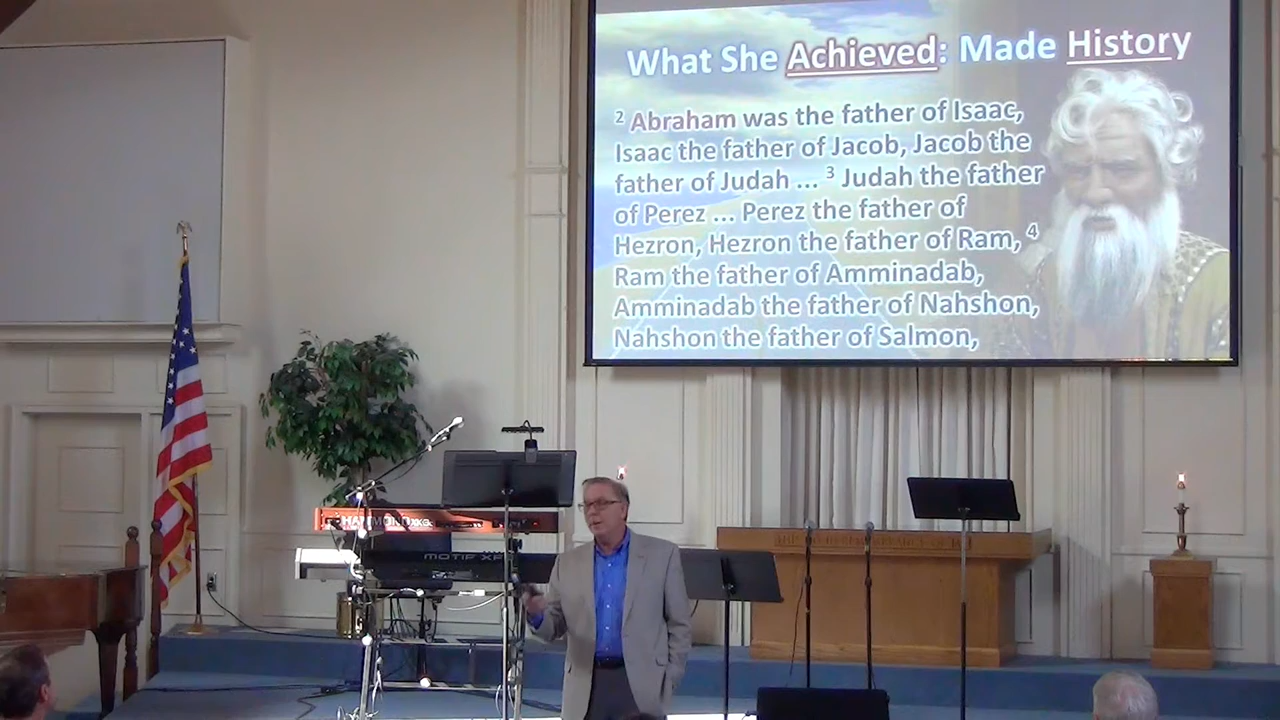 What She Achieved: Made History
2 Abraham was the father of Isaac,
Isaac the father of Jacob, Jacob the
father of Judah ... 3 Judah the father
of Perez ... Perez the father of
Hezron, Hezron the father of Ram, 4
Ram the father of Amminadab,
Amminadab the father of Nahshon,
Nahshon the father of Salmon,
HAMMOND
MOTIF XF